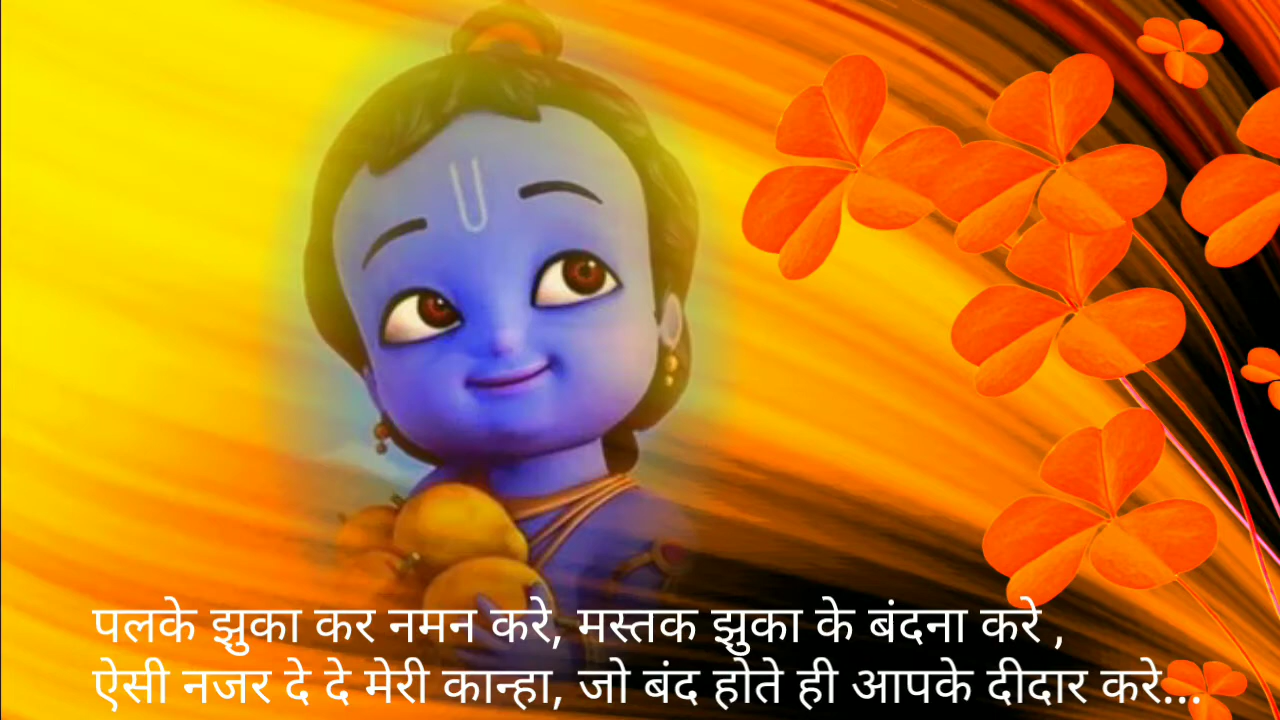 पलके झुका कर नमन करे, मस्तक झुका के बंदना करे ,
ऐसी नजर दे दे मेरी कान्हा, जो बंद होते ही आपके दीदार करे...